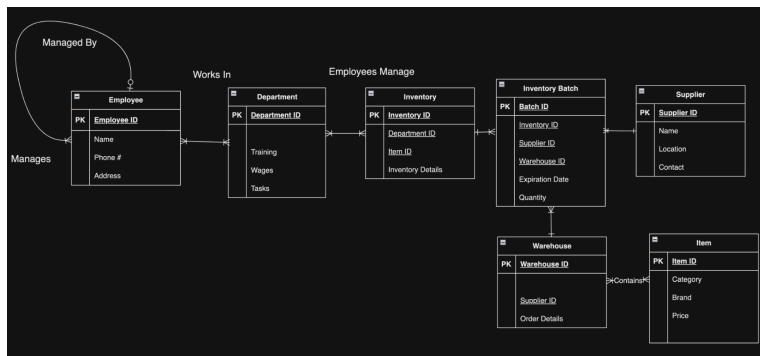 Managed By
Manages
Works In
Employees Manage
Employee
PK Employee ID
Name
Phone #
Address
Department
PK Department ID
Training
Wages
Tasks
Inventory
PK Inventory ID
Department ID
Item ID
Inventory Details
Inventory Batch
PK Batch ID
Inventory ID
Supplier ID
Warehouse ID
Expiration Date
Quantity
Supplier
PK Supplier ID
Name
Location
Contact
Warehouse
PK Warehouse ID
Supplier ID
Order Details
Contains
Item
PK Item ID
Category
Brand
Price